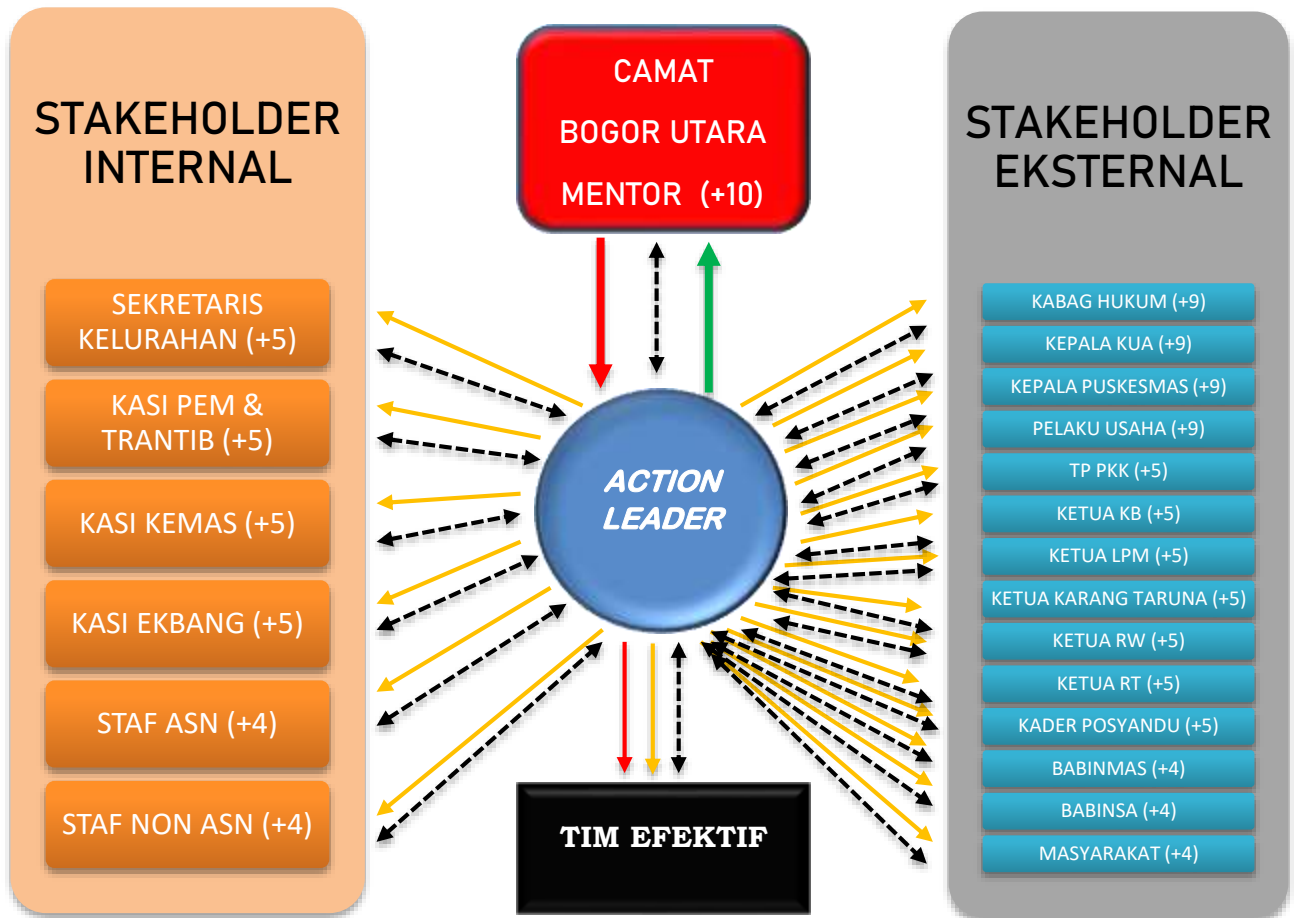 STAKEHOLDER
INTERNAL
SEKRETARIS
KELURAHAN (+5)
KASI PEM &
TRANTIB (+5)
KASI KEMAS (+5)
KASI EKBANG (+5)
STAF ASN (+4)
STAF NON ASN (+4)
CAMAT
BOGOR UTARA
MENTOR (+10)
ACTION
LEADER
TIM EFEKTIF
STAKEHOLDER
EKSTERNAL
KABAG HUKUM (+9)
KEPALA KUA (+9)
KEPALA PUSKESMAS (+9)
PELAKU USAHA (+9)
TP PKK (+5)
KETUA KB (+5)
KETUA LPM (+5)
KETUA KARANG TARUNA (+5)
KETUA RW (+5)
KETUA RT (+5)
KADER POSYANDU (+5)
BABINMAS (+4)
BABINSA (+4)
MASYARAKAT (+4)